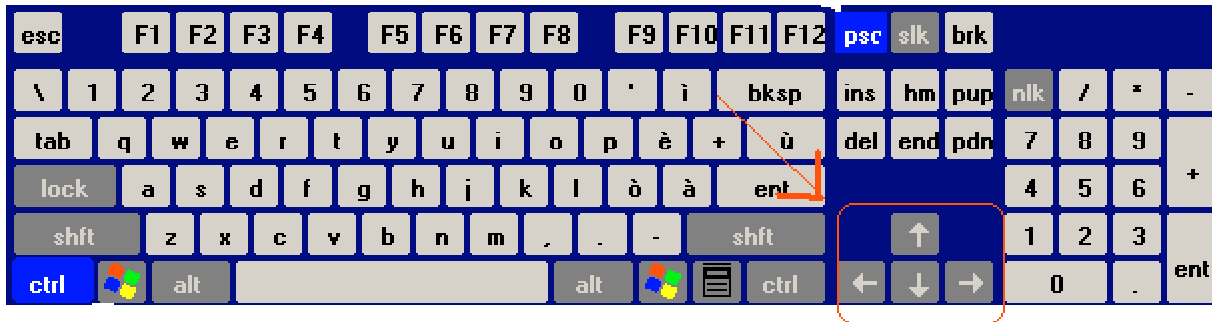 esc F1 F2 F3 F4 F5 F6 F7 F8 F9 F10 F11 F12 psc slk brk
\ 1 2 3 4 5 6 7 8 9 0 ' ì bksp ins hm pup nlk / * -
tab q w e r t y u i o p è + ù del end pdn 7 8 9 +
lock a s d f g h j k l ò à ent 4 5 6
shft z x c v b n m , . - shft ↑ 1 2 3 ent
ctrl alt alt ctrl ← ↓ → 0 .